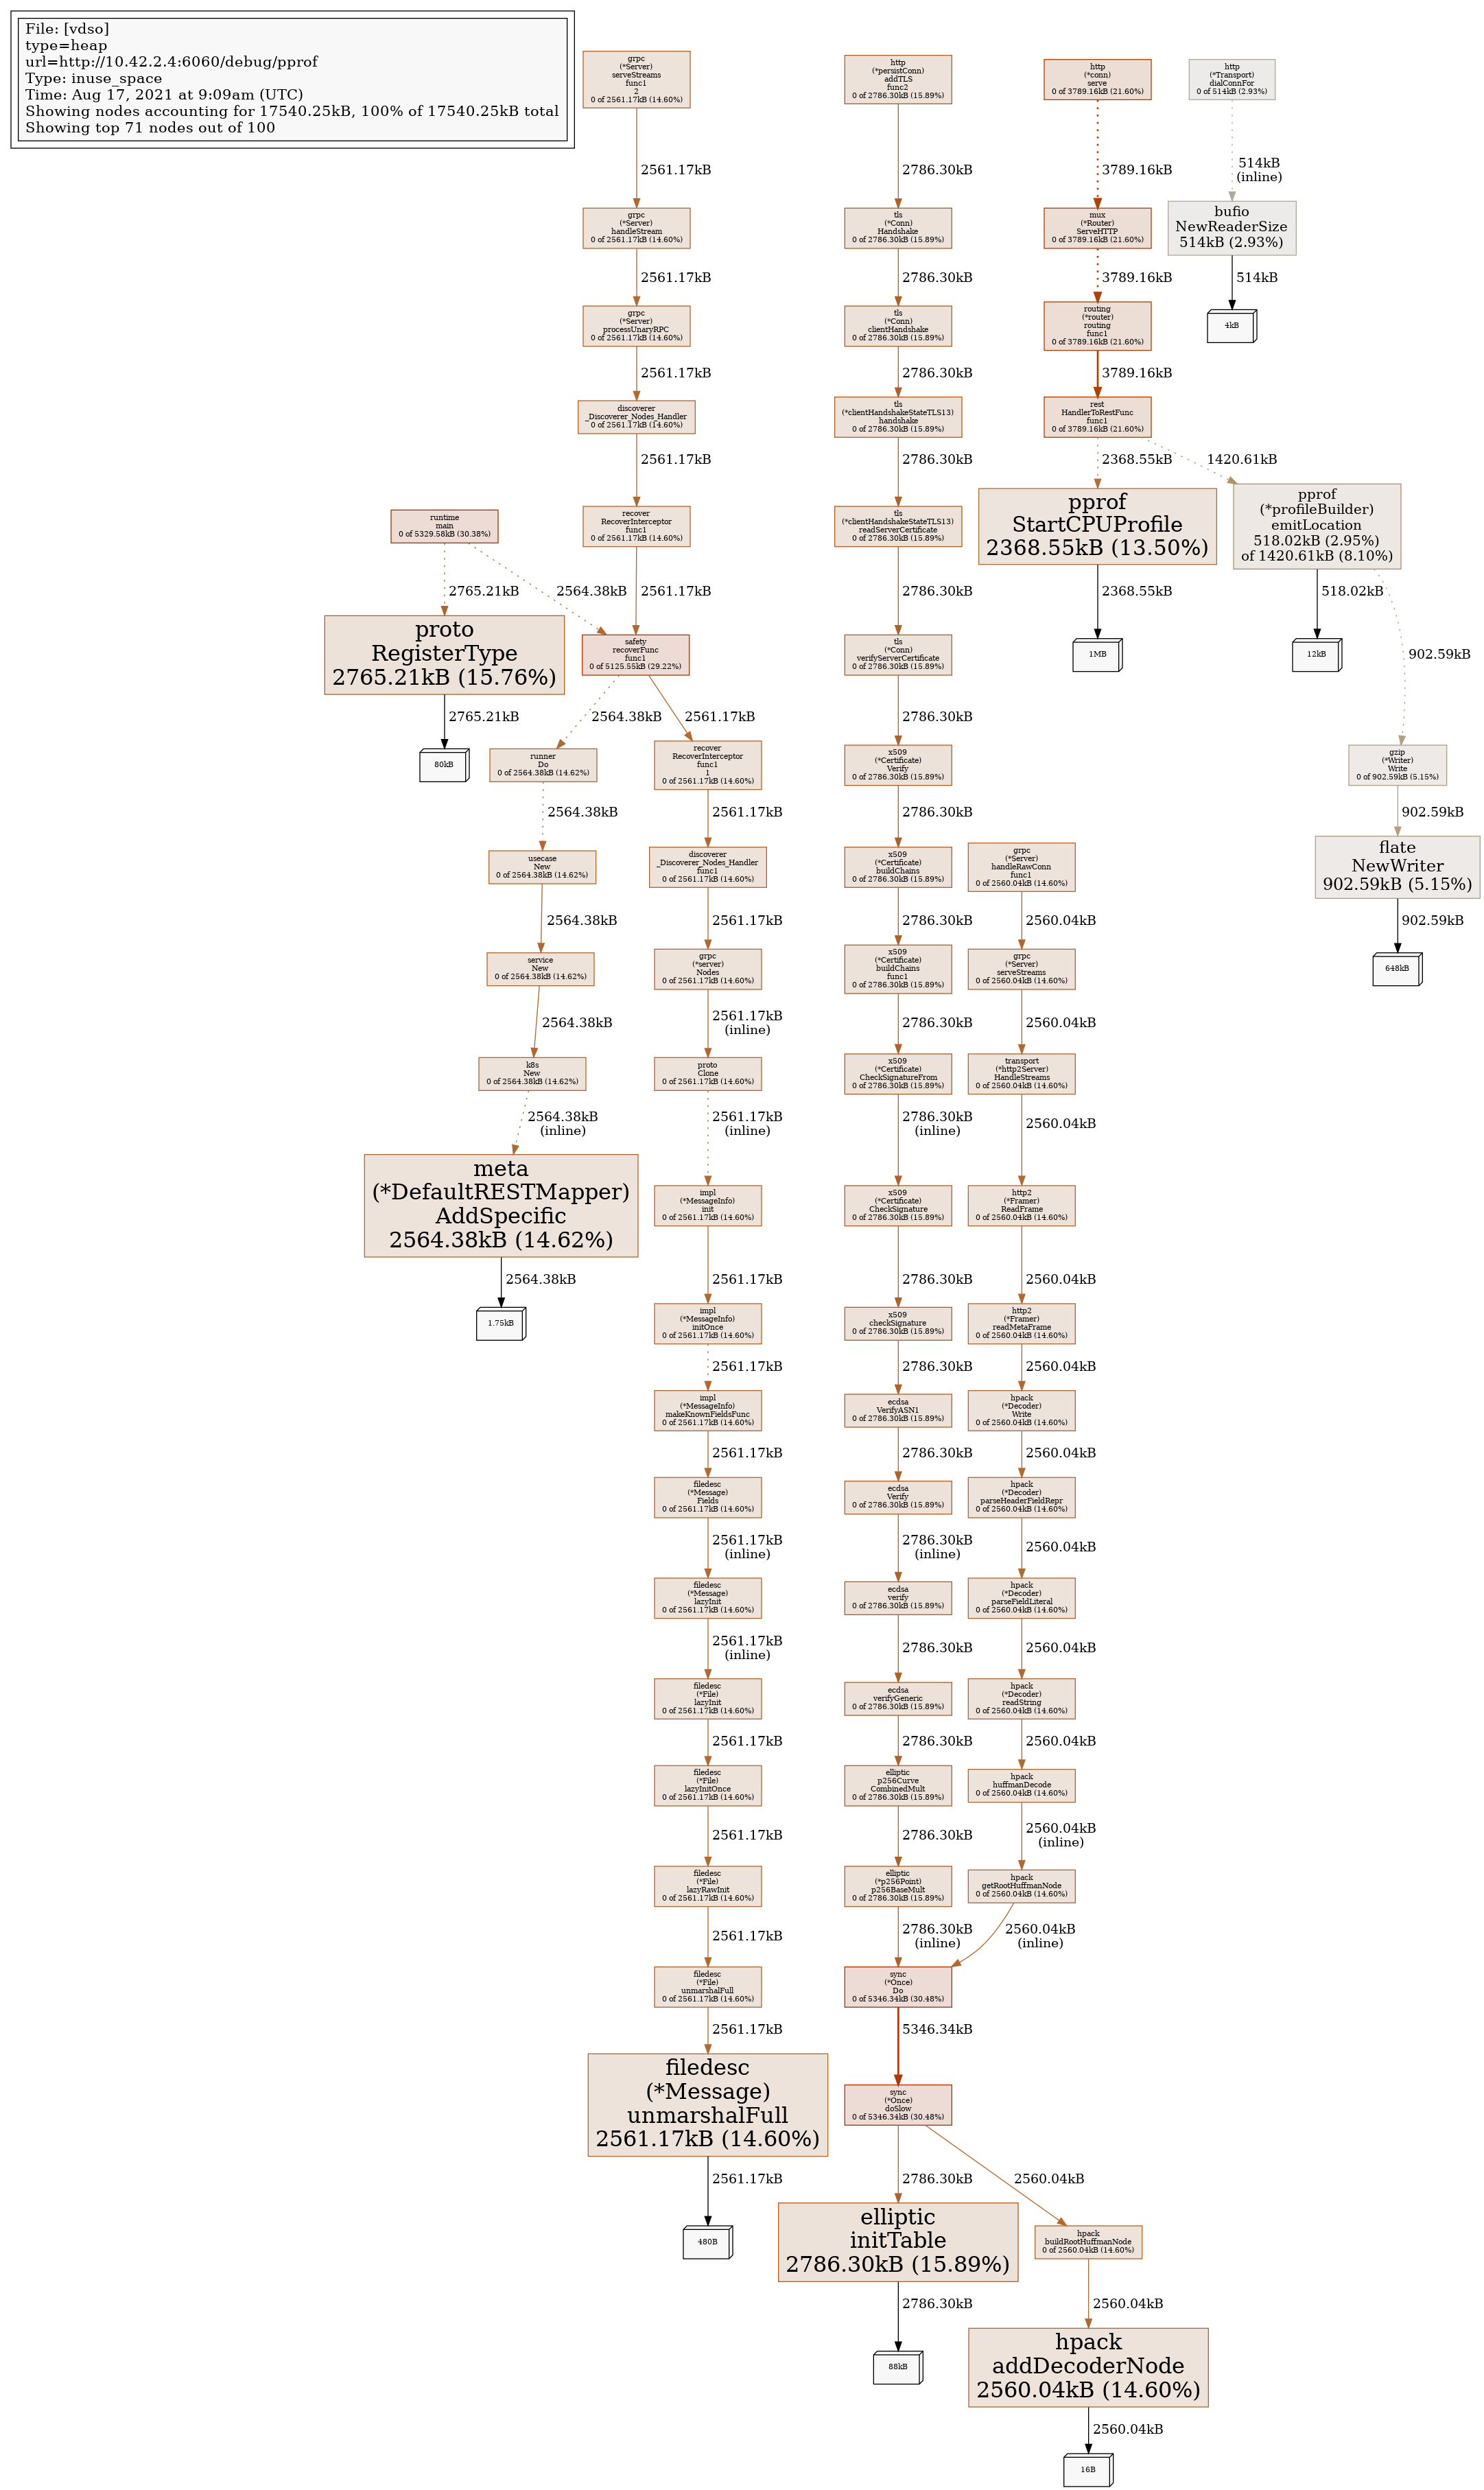 File: [vdso]
type=heap
url=http://10.42.2.4:6060/debug/pprof
Type: inuse_space
Time: Aug 17, 2021 at 9:09am (UTC)
Showing nodes accounting for 17540.25kB, 100% of 17540.25kB total
Showing top 71 nodes out of 100
grpc
(*Server)
serveStreams
func1
2
0 of 2561.17kB (14.60%)
2561.17kB
grpc
(*Server)
handleStream
0 of 2561.17kB (14.60%)
2561.17kB
grpc
(*Server)
processUnaryRPC
0 of 2561.17kB (14.60%)
2561.17kB
discoverer
_Discoverer_Nodes_Handler
0 of 2561.17kB (14.60%)
2561.17kB
recover
RecoverInterceptor
func1
0 of 2561.17kB (14.60%)
2561.17kB
runtime
main
0 of 5329.58kB (30.38%)
2765.21kB
2564.38kB
proto
RegisterType
2765.21kB (15.76%)
2765.21kB
80kB
safety
recoverFunc
func1
0 of 5125.55kB (29.22%)
2564.38kB
2561.17kB
runner
Do
0 of 2564.38kB (14.62%)
2564.38kB
usecase
New
0 of 2564.38kB (14.62%)
2564.38kB
service
New
0 of 2564.38kB (14.62%)
2564.38kB
k8s
New
0 of 2564.38kB (14.62%)
2564.38kB
(inline)
meta
(*DefaultRESTMapper)
AddSpecific
2564.38kB (14.62%)
2564.38kB
1.75kB
recover
RecoverInterceptor
func1
1
0 of 2561.17kB (14.60%)
2561.17kB
discoverer
_Discoverer_Nodes_Handler
func1
0 of 2561.17kB (14.60%)
2561.17kB
grpc
(*server)
Nodes
0 of 2561.17kB (14.60%)
2561.17kB
(inline)
proto
Clone
0 of 2561.17kB (14.60%)
2561.17kB
(inline)
impl
(*MessageInfo)
init
0 of 2561.17kB (14.60%)
2561.17kB
impl
(*MessageInfo)
initOnce
0 of 2561.17kB (14.60%)
2561.17kB
impl
(*MessageInfo)
makeKnownFieldsFunc
0 of 2561.17kB (14.60%)
2561.17kB
filedesc
(*Message)
Fields
0 of 2561.17kB (14.60%)
2561.17kB
(inline)
filedesc
(*Message)
lazyInit
0 of 2561.17kB (14.60%)
2561.17kB
(inline)
filedesc
(*File)
lazyInit
0 of 2561.17kB (14.60%)
2561.17kB
filedesc
(*File)
lazyInitOnce
0 of 2561.17kB (14.60%)
2561.17kB
filedesc
(*File)
lazyRawInit
0 of 2561.17kB (14.60%)
2561.17kB
filedesc
(*File)
unmarshalFull
0 of 2561.17kB (14.60%)
2561.17kB
filedesc
(*Message)
unmarshalFull
2561.17kB (14.60%)
2561.17kB
480B
http
(*persistConn)
addTLS
func2
0 of 2786.30kB (15.89%)
2786.30kB
tls
(*Conn)
Handshake
0 of 2786.30kB (15.89%)
2786.30kB
tls
(*Conn)
clientHandshake
0 of 2786.30kB (15.89%)
2786.30kB
tls
(*clientHandshakeStateTLS13)
handshake
0 of 2786.30kB (15.89%)
2786.30kB
tls
(*clientHandshakeStateTLS13)
readServerCertificate
0 of 2786.30kB (15.89%)
2786.30kB
tls
(*Conn)
verifyServerCertificate
0 of 2786.30kB (15.89%)
2786.30kB
x509
(*Certificate)
Verify
0 of 2786.30kB (15.89%)
2786.30kB
x509
(*Certificate)
buildChains
0 of 2786.30kB (15.89%)
2786.30kB
x509
(*Certificate)
buildChains
func1
0 of 2786.30kB (15.89%)
2786.30kB
x509
(*Certificate)
CheckSignatureFrom
0 of 2786.30kB (15.89%)
2786.30kB
(inline)
x509
(*Certificate)
CheckSignature
0 of 2786.30kB (15.89%)
2786.30kB
x509
checkSignature
0 of 2786.30kB (15.89%)
2786.30kB
ecdsa
VerifyASN1
0 of 2786.30kB (15.89%)
2786.30kB
ecdsa
Verify
0 of 2786.30kB (15.89%)
2786.30kB
(inline)
ecdsa
verify
0 of 2786.30kB (15.89%)
2786.30kB
ecdsa
verifyGeneric
0 of 2786.30kB (15.89%)
2786.30kB
elliptic
p256Curve
CombinedMult
0 of 2786.30kB (15.89%)
2786.30kB
elliptic
(*p256Point)
p256BaseMult
0 of 2786.30kB (15.89%)
2786.30kB
(inline)
grpc
(*Server)
handleRawConn
func1
0 of 2560.04kB (14.60%)
2560.04kB
grpc
(*Server)
serveStreams
0 of 2560.04kB (14.60%)
2560.04kB
transport
(*http2Server)
HandleStreams
0 of 2560.04kB (14.60%)
2560.04kB
http2
(*Framer)
ReadFrame
0 of 2560.04kB (14.60%)
2560.04kB
http2
(*Framer)
readMetaFrame
0 of 2560.04kB (14.60%)
2560.04kB
hpack
(*Decoder)
Write
0 of 2560.04kB (14.60%)
2560.04kB
hpack
(*Decoder)
parseHeaderFieldRepr
0 of 2560.04kB (14.60%)
2560.04kB
hpack
(*Decoder)
parseFieldLiteral
0 of 2560.04kB (14.60%)
2560.04kB
hpack
(*Decoder)
readString
0 of 2560.04kB (14.60%)
2560.04kB
hpack
huffmanDecode
0 of 2560.04kB (14.60%)
2560.04kB
(inline)
hpack
getRootHuffmanNode
0 of 2560.04kB (14.60%)
2560.04kB
(inline)
sync
(*Once)
Do
0 of 5346.34kB (30.48%)
5346.34kB
sync
(*Once)
doSlow
0 of 5346.34kB (30.48%)
2786.30kB
2560.04kB
elliptic
initTable
2786.30kB (15.89%)
2786.30kB
88kB
hpack
buildRootHuffmanNode
0 of 2560.04kB (14.60%)
2560.04kB
hpack
addDecoderNode
2560.04kB (14.60%)
2560.04kB
16B
http
(*conn)
serve
0 of 3789.16kB (21.60%)
3789.16kB
mux
(*Router)
ServeHTTP
0 of 3789.16kB (21.60%)
3789.16kB
routing
(*router)
routing
func1
0 of 3789.16kB (21.60%)
3789.16kB
rest
HandlerToRestFunc
func1
0 of 3789.16kB (21.60%)
2368.55kB
1420.61kB
pprof
StartCPUProfile
2368.55kB (13.50%)
2368.55kB
1MB
pprof
(*profileBuilder)
emitLocation
518.02kB (2.95%)
of 1420.61kB (8.10%)
518.02kB
12kB
902.59kB
gzip
(*Writer)
Write
0 of 902.59kB (5.15%)
902.59kB
flate
NewWriter
902.59kB (5.15%)
902.59kB
648kB
http
(*Transport)
dialConnFor
0 of 514kB (2.93%)
514kB
(inline)
bufio
NewReaderSize
514kB (2.93%)
514kB
4kB